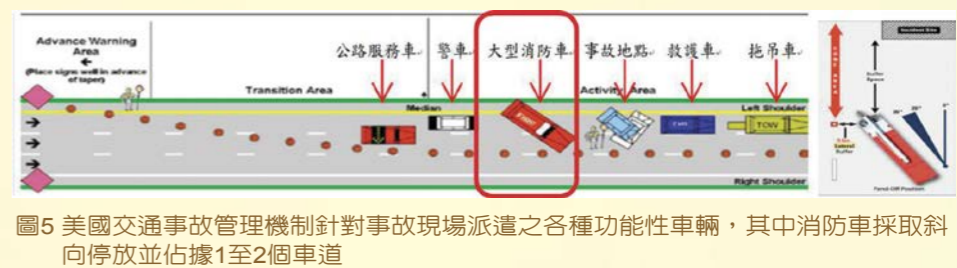 Advance Warning
Area
(Place signs well in advance
of taper)
Transition Area
公路服務車
警車
大型消防車
事故地點
救護車
拖吊車
Activity Area
Median
Left Shoulder
TOW
Right Shoulder
Buffer
Space
圖5 美國交通事故管理機制針對事故現場派遣之各種功能性車輛，其中消防車採取斜
向停放並佔據1至2個車道